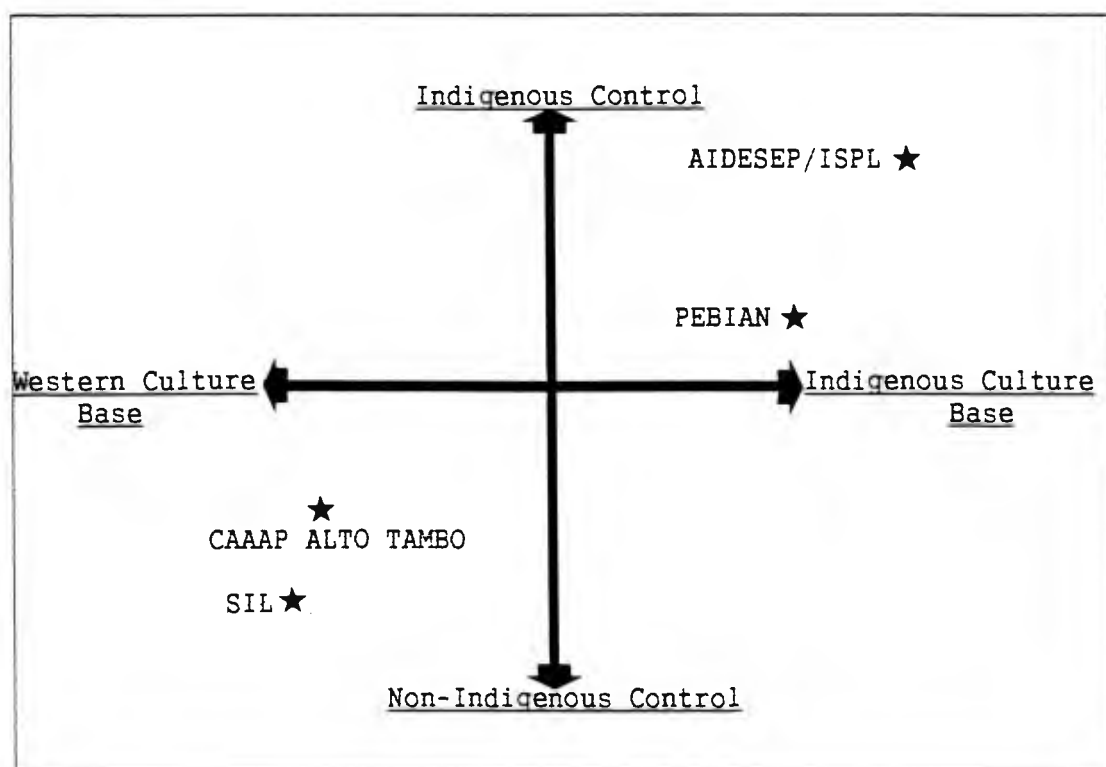 Indigenous Control
AIDESEP/ISPL
PEBIAN
Western Culture
Base
Indigenous Culture
Base
CAAAP ALTO TAMBO
SIL
Non-Indigenous Control